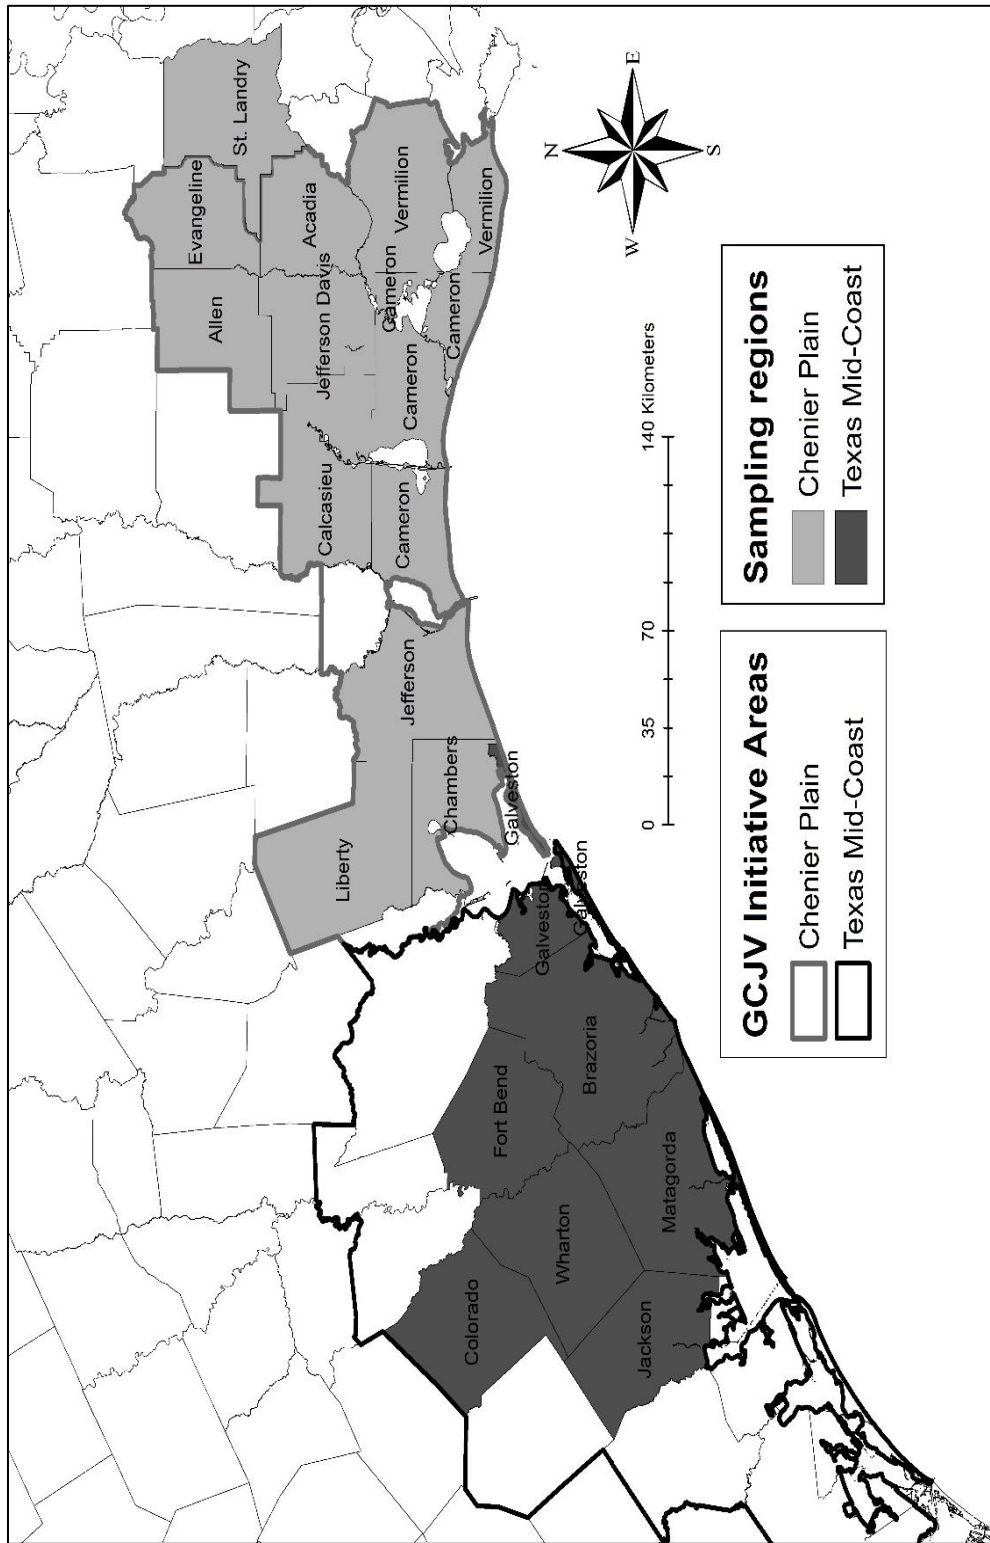 St. Landry
Evangeline
Allen
Acadia
Jefferson Davis
Vermilion
Vermilion
Cameron
Cameron
Cameron
Calcasieu
Cameron
Jefferson
Liberty
Chambers
Galveston
Galveston
Galveston
Fort Bend
Brazoria
Colorado
Wharton
Matagorda
Jackson
N
W
E
S
0 35 70 140 Kilometers
GCJV Initiative Areas
Chenier Plain
Texas Mid-Coast
Sampling regions
Chenier Plain
Texas Mid-Coast